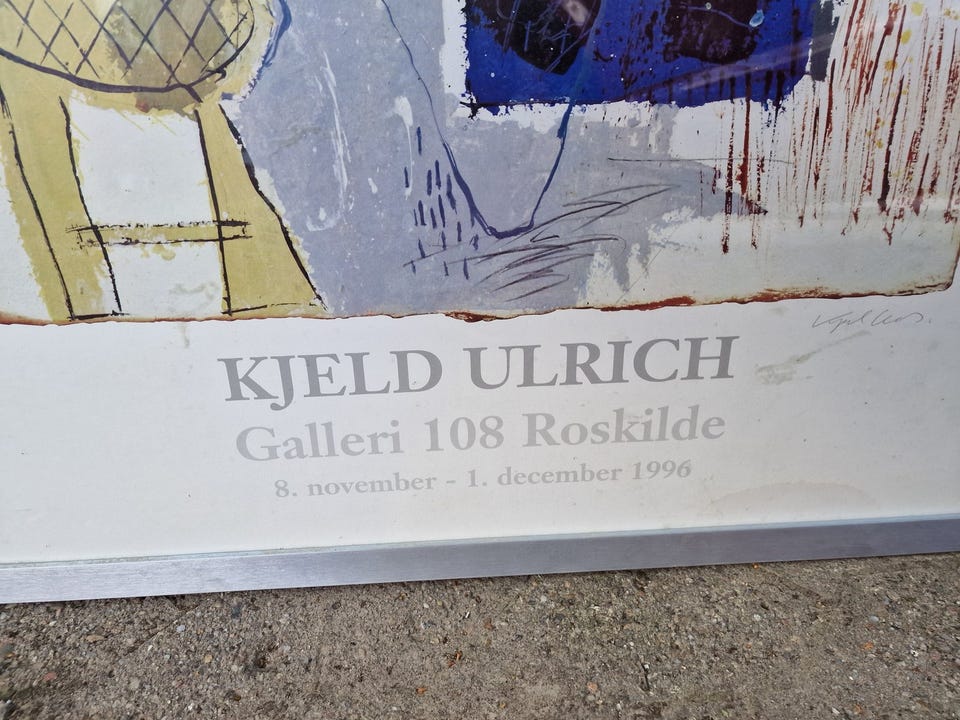 KJELD ULRICH
Galleri 108 Roskilde
8. november - 1. december 1996